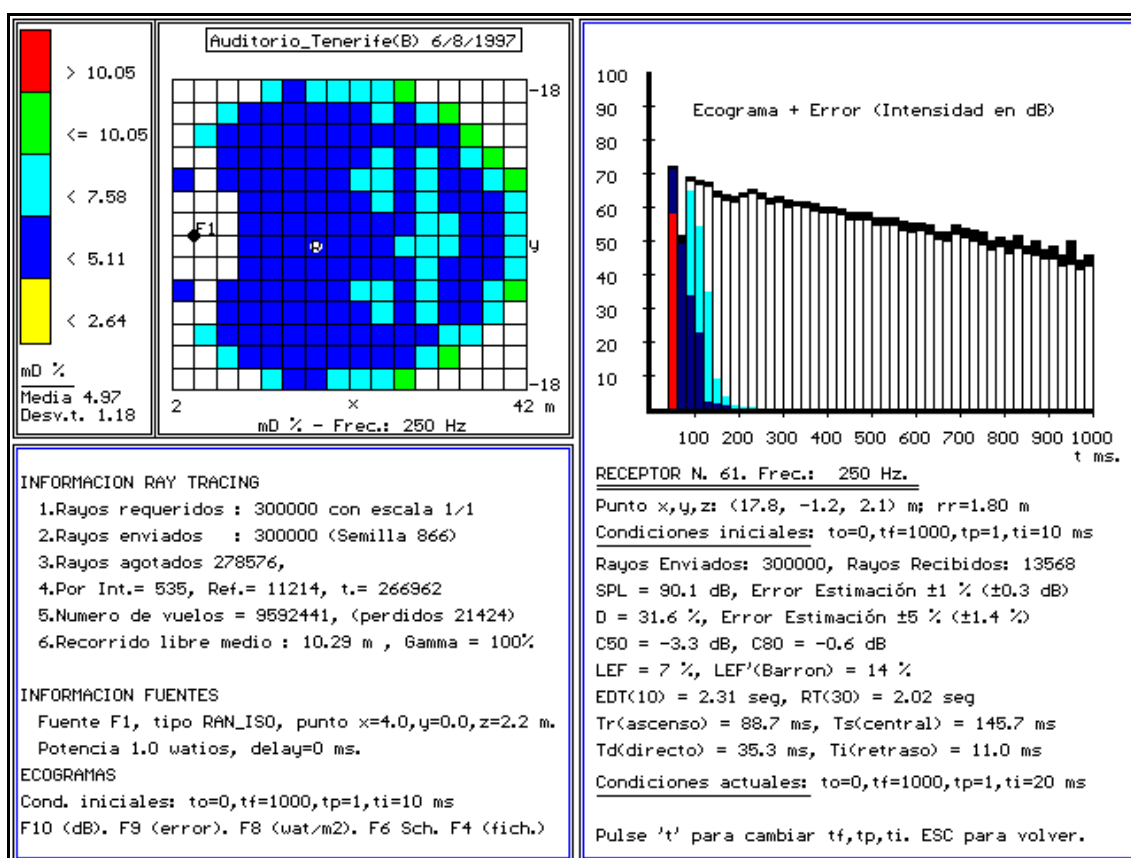 Auditorio_Tenerife(B) 6/8/1997
> 10.05
<= 10.05
< 7.58
< 5.11
< 2.64
mD %
Media 4.97
Desv.t. 1.18
-18
F1
y
-18
2 x 42 m
mD % - Frec.: 250 Hz
INFORMACION RAY TRACING
1.Rayos requeridos : 300000 con escala 1/1
2.Rayos enviados : 300000 (Semilla 866)
3.Rayos agotados 278576,
4.Por Int.= 535, Ref.= 11214, t.= 266962
5.Numero de vuelos = 9592441, (perdidos 21424)
6.Recorrido libre medio : 10.29 m , Gamma = 100%
INFORMACION FUENTES
Fuente F1, tipo RAN_ISO, punto x=4.0,y=0.0,z=2.2 m.
Potencia 1.0 watios, delay=0 ms.
ECOGRAMAS
Cond. iniciales: to=0,tf=1000,tp=1,ti=10 ms
F10 (dB). F9 (error). F8 (wat/m2). F6 Sch. F4 (fich.)
Ecograma + Error (Intensidad en dB)
100
90
80
70
60
50
40
30
20
10
100 200 300 400 500 600 700 800 900 1000
t ms.
RECEPTOR N. 61. Frec.: 250 Hz.
Punto x,y,z: (17.8, -1.2, 2.1) m; rr=1.80 m
Condiciones iniciales: to=0,tf=1000,tp=1,ti=10 ms
Rayos Enviados: 300000, Rayos Recibidos: 13568
SPL = 90.1 dB, Error Estimación ±1 % (±0.3 dB)
D = 31.6 %, Error Estimación ±5 % (±1.4 %)
C50 = -3.3 dB, C80 = -0.6 dB
LEF = 7 %, LEF'(Barron) = 14 %
EDT(10) = 2.31 seg, RT(30) = 2.02 seg
Tr(ascenso) = 88.7 ms, Ts(central) = 145.7 ms
Td(directo) = 35.3 ms, Ti(retraso) = 11.0 ms
Condiciones actuales: to=0,tf=1000,tp=1,ti=20 ms
Pulse 't' para cambiar tf,tp,ti. ESC para volver.